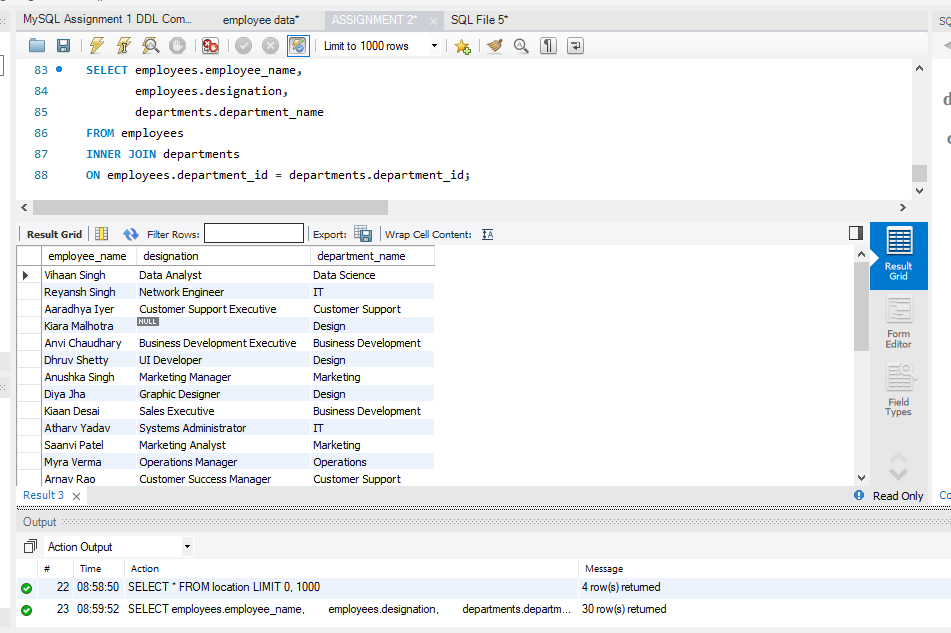 MySQL Assignment 1 DDL Com... employee data* ASSIGNMENT 2* SQL File 5* SQ
Limit to 1000 rows
83 SELECT employees.employee_name,
84 employees.designation,
85 departments.department_name
86 FROM employees
87 INNER JOIN departments
88 ON employees.department_id = departments.department_id;
Result Grid Filter Rows: Export: Wrap Cell Content:
employee_name designation department_name
Vihaan Singh Data Analyst Data Science
Reyansh Singh Network Engineer IT
Aaradhya Iyer Customer Support Executive Customer Support
Kiara Malhotra NULL Design
Anvi Chaudhary Business Development Executive Business Development
Dhruv Shetty UI Developer Design
Anushka Singh Marketing Manager Marketing
Diya Jha Graphic Designer Design
Kiaan Desai Sales Executive Business Development
Atharv Yadav Systems Administrator IT
Saanvi Patel Marketing Analyst Marketing
Myra Verma Operations Manager Operations
Arnav Rao Customer Success Manager Customer Support
Result
Grid
Form
Editor
Field
Types
Result 3 Read Only Co
Output
Action Output
# Time Action Message
22 08:58:50 SELECT * FROM location LIMIT 0, 1000 4 row(s) returned
23 08:59:52 SELECT employees.employee_name, employees.designation, departments.departm... 30 row(s) returned